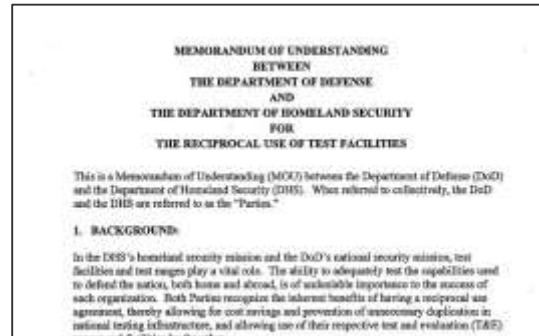 MEMORANDUM OF UNDERSTANDING
BETWEEN
THE DEPARTMENT OF DEFENSE
AND
THE DEPARTMENT OF HOMELAND SECURITY
FOR
THE RECIPROCAL USE OF TEST FACILITIES
This is a Memorandum of Understanding (MOU) between the Department of Defense (DoD)
and the Department of Homeland Security (DHS). When referred to collectively, the DoD
and the DHS are referred to as the "Parties."
1. BACKGROUND:
In the DHS's homeland security mission and the DoD's national security mission, test
facilities and test ranges play a vital role. The ability to adequately test the capabilities used
to defend the nation, both home and abroad, is of undeniable importance to the success of
each organization. Both Parties recognize the inherent benefits of having a reciprocal use
agreement, thereby allowing for cost savings and prevention of unnecessary duplication in
national testing infrastructure, and allowing use of their respective test and evaluation (T&E)